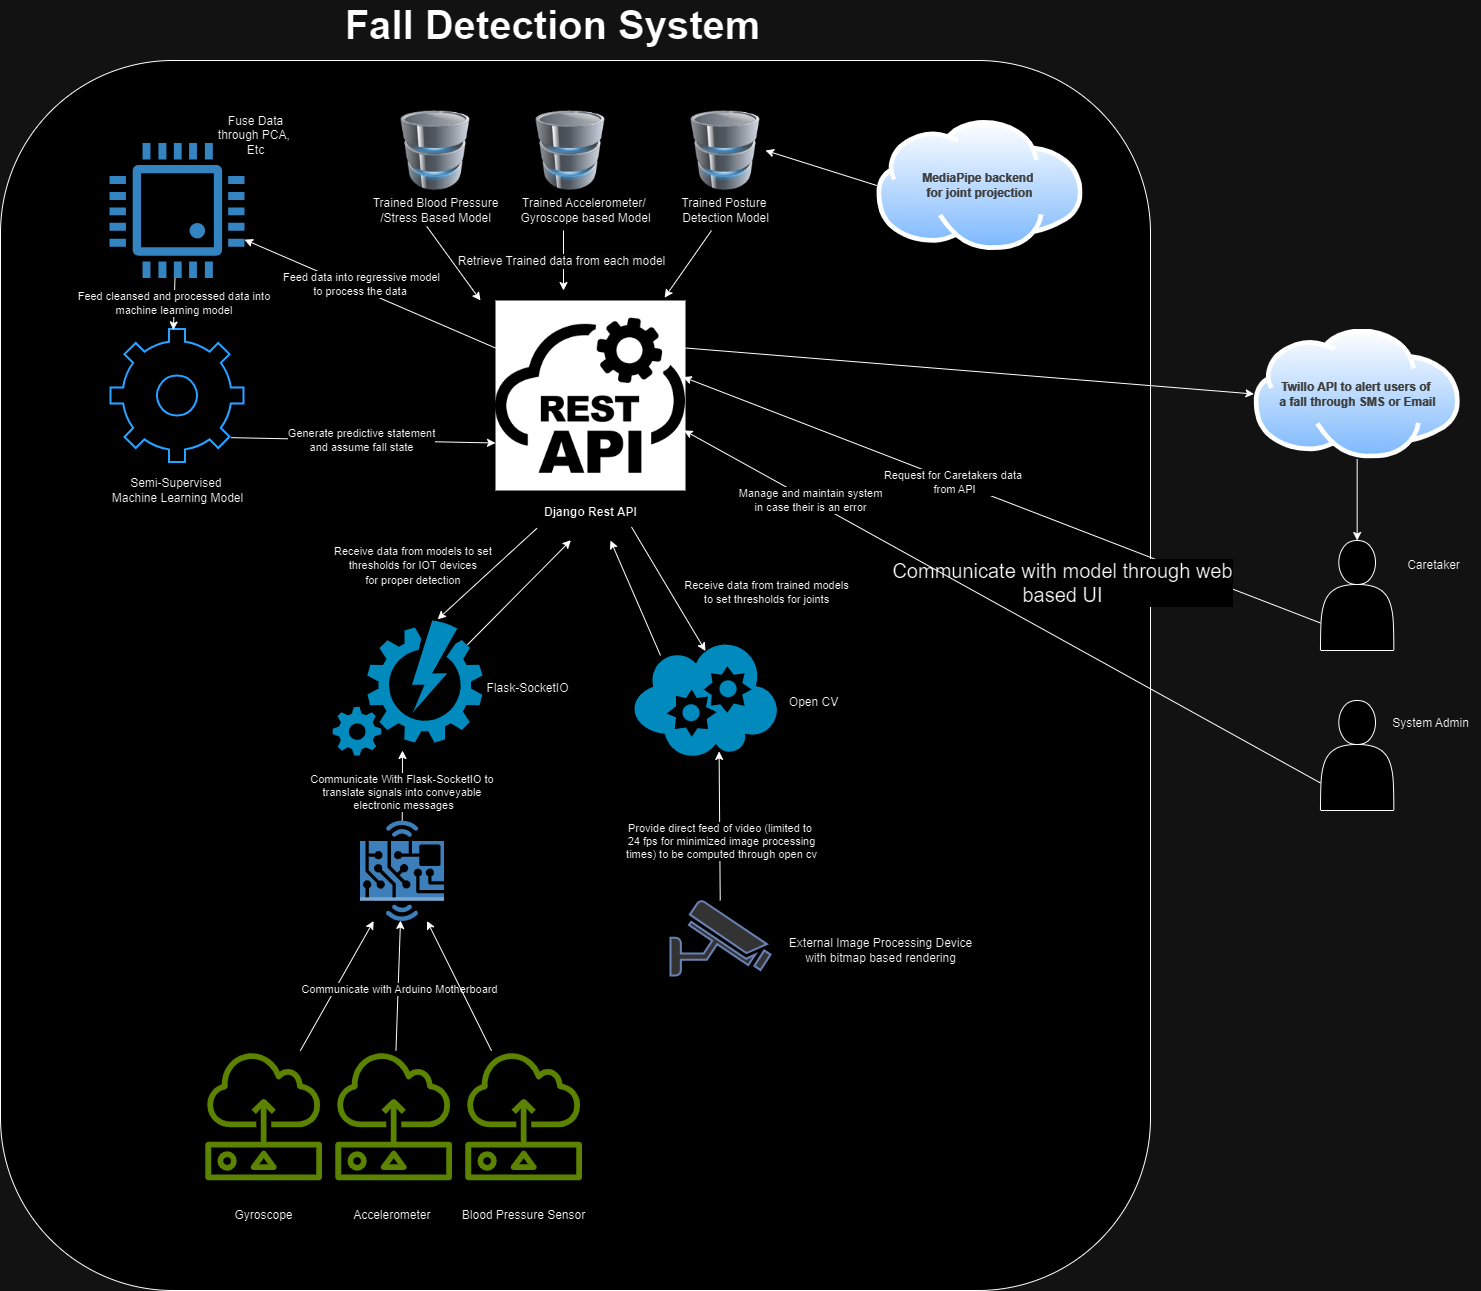 Fall Detection System
Fuse Data
through PCA,
Etc
Trained Blood Pressure
/Stress Based Model
Trained Accelerometer/
Gyroscope based Model
Trained Posture
Detection Model
MediaPipe backend
for joint projection
Retrieve Trained data from each model
Feed data into regressive model
to process the data
Feed cleansed and processed data into
machine learning model
REST
API
Twillo API to alert users of
a fall through SMS or Email
Generate predictive statement
and assume fall state
Semi-Supervised
Machine Learning Model
Request for Caretakers data
from API
Manage and maintain system
in case their is an error
Django Rest API
Receive data from models to set
thresholds for IOT devices
for proper detection
Receive data from trained models
to set thresholds for joints
Communicate with model through web
based UI
Caretaker
Flask-SocketIO
Open CV
System Admin
Communicate With Flask-SocketIO to
translate signals into conveyable
electronic messages
Provide direct feed of video (limited to
24 fps for minimized image processing
times) to be computed through open cv
External Image Processing Device
with bitmap based rendering
Communicate with Arduino Motherboard
Gyroscope
Accelerometer
Blood Pressure Sensor